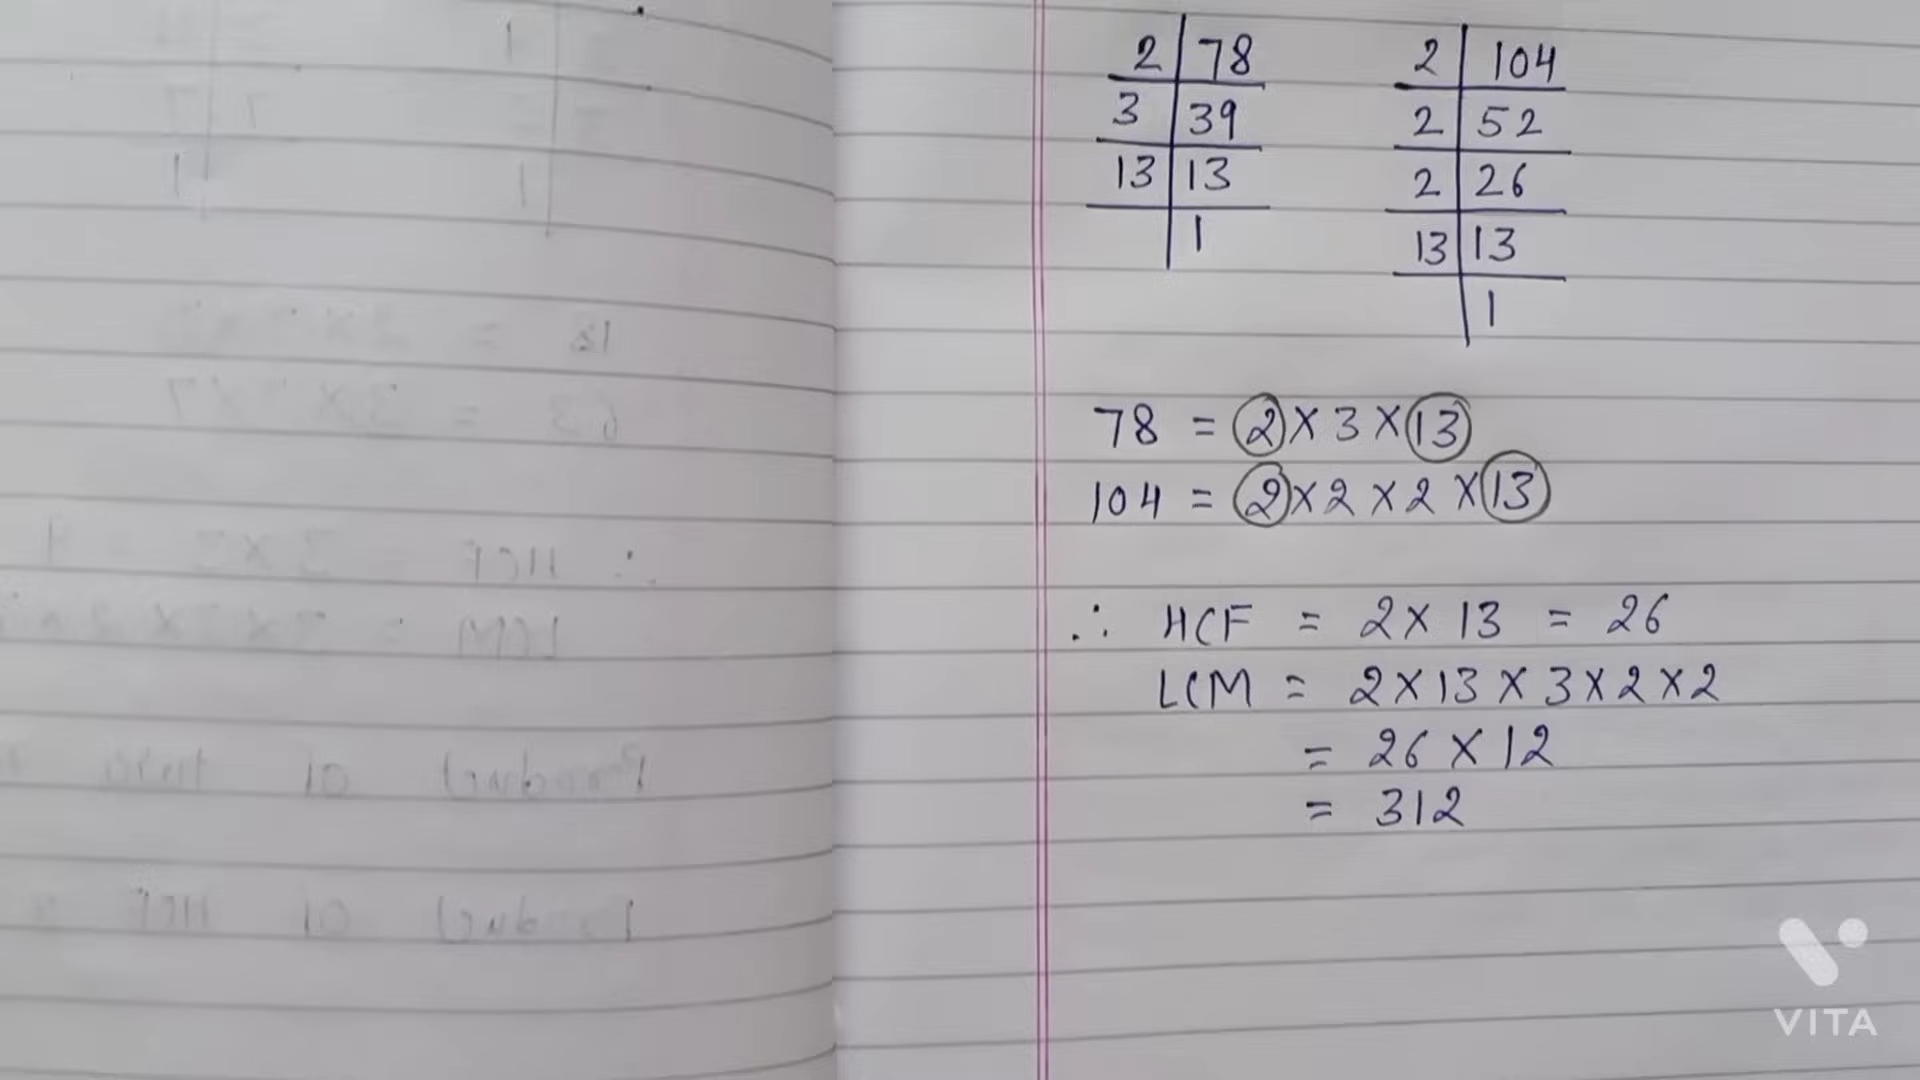 2 | 78
3 | 39
13 | 13
1
2 | 104
2 | 52
2 | 26
13 | 13
1
78 = 2 × 3 × 13
104 = 2 × 2 × 2 × 13
∴ HCF = 2 × 13 = 26
LCM = 2 × 13 × 3 × 2 × 2
= 26 × 12
= 312
VITA